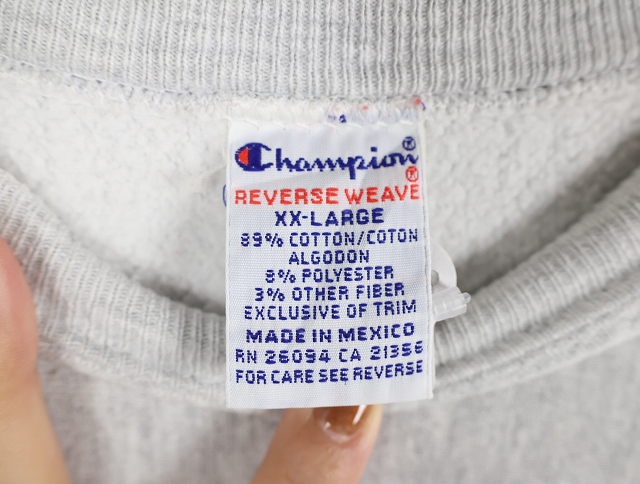 Champion®
®
REVERSE WEAVE
XX-LARGE
89% COTTON/COTON
ALGODON
8% POLYESTER
3% OTHER FIBER
EXCLUSIVE OF TRIM
MADE IN MEXICO
RN 26094 CA 21356
FOR CARE SEE REVERSE